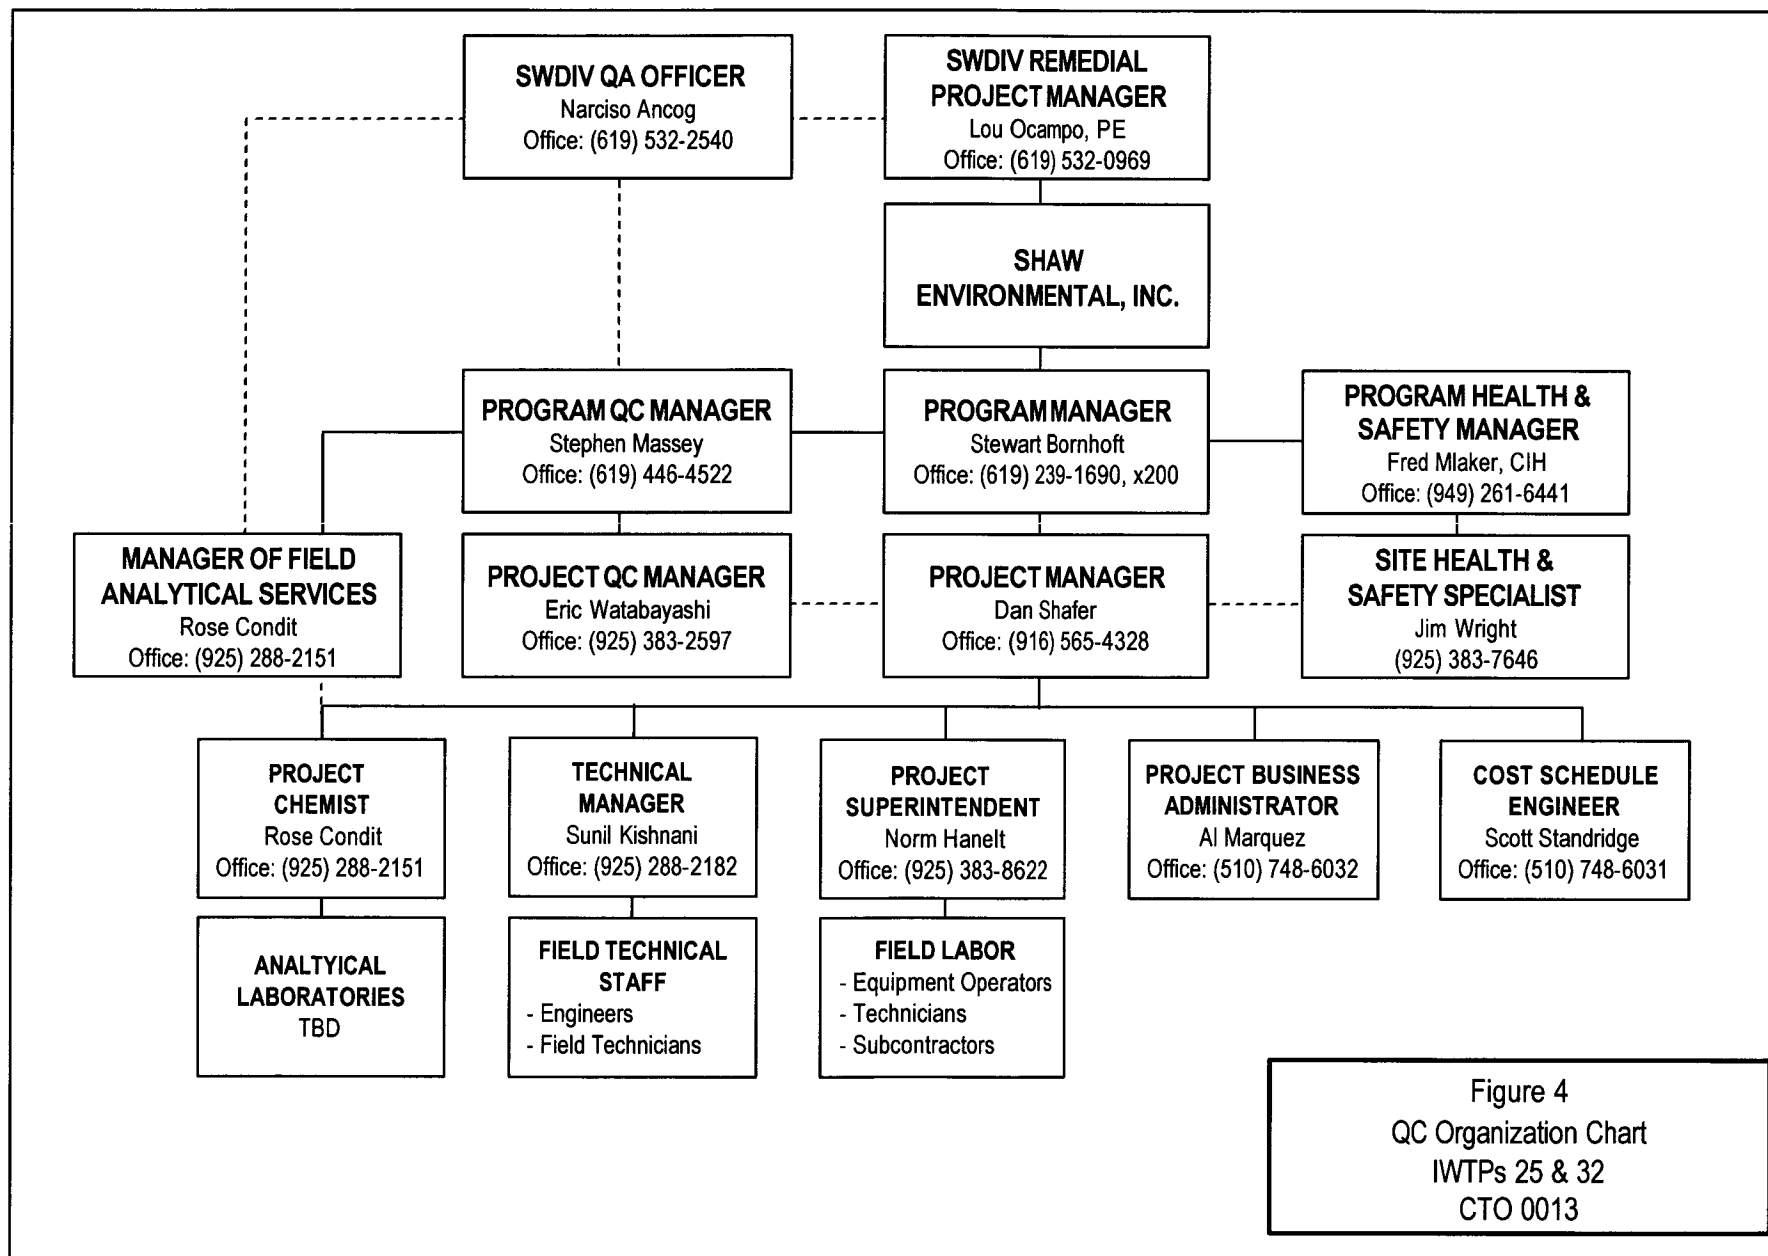 SWDIV QA OFFICER
Narciso Ancog
Office: (619) 532-2540
SWDIV REMEDIAL
PROJECT MANAGER
Lou Ocampo, PE
Office: (619) 532-0969
SHAW
ENVIRONMENTAL, INC.
PROGRAM QC MANAGER
Stephen Massey
Office: (619) 446-4522
PROGRAM MANAGER
Stewart Bornhoft
Office: (619) 239-1690, x200
PROGRAM HEALTH &
SAFETY MANAGER
Fred Mlaker, CIH
Office: (949) 261-6441
MANAGER OF FIELD
ANALYTICAL SERVICES
Rose Condit
Office: (925) 288-2151
PROJECT QC MANAGER
Eric Watabayashi
Office: (925) 383-2597
PROJECT MANAGER
Dan Shafer
Office: (916) 565-4328
SITE HEALTH &
SAFETY SPECIALIST
Jim Wright
(925) 383-7646
PROJECT
CHEMIST
Rose Condit
Office: (925) 288-2151
TECHNICAL
MANAGER
Sunil Kishnani
Office: (925) 288-2182
PROJECT
SUPERINTENDENT
Norm Hanelt
Office: (925) 383-8622
PROJECT BUSINESS
ADMINISTRATOR
Al Marquez
Office: (510) 748-6032
COST SCHEDULE
ENGINEER
Scott Standridge
Office: (510) 748-6031
ANALTYICAL
LABORATORIES
TBD
FIELD TECHNICAL
STAFF
- Engineers
- Field Technicians
FIELD LABOR
- Equipment Operators
- Technicians
- Subcontractors
Figure 4
QC Organization Chart
IWTPs 25 & 32
CTO 0013